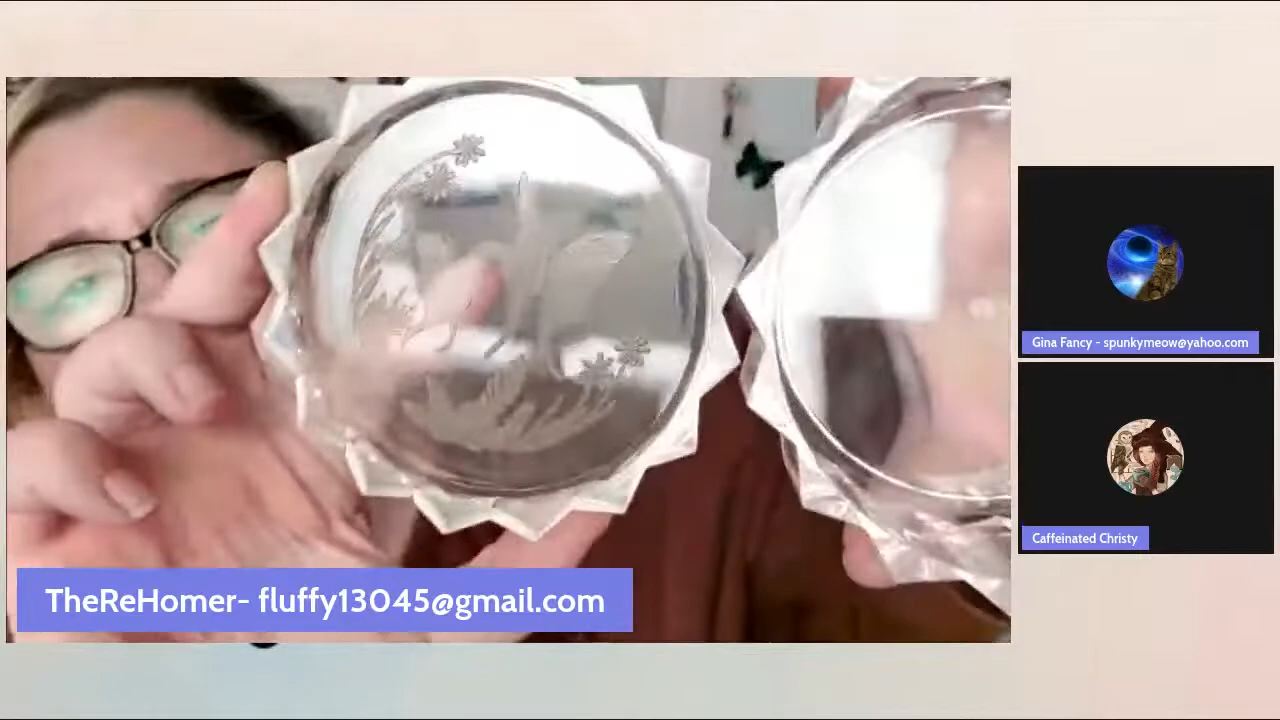 TheReHomer- fluffy13045@gmail.com
Gina Fancy - spunkymeow@yahoo.com
Caffeinated Christy